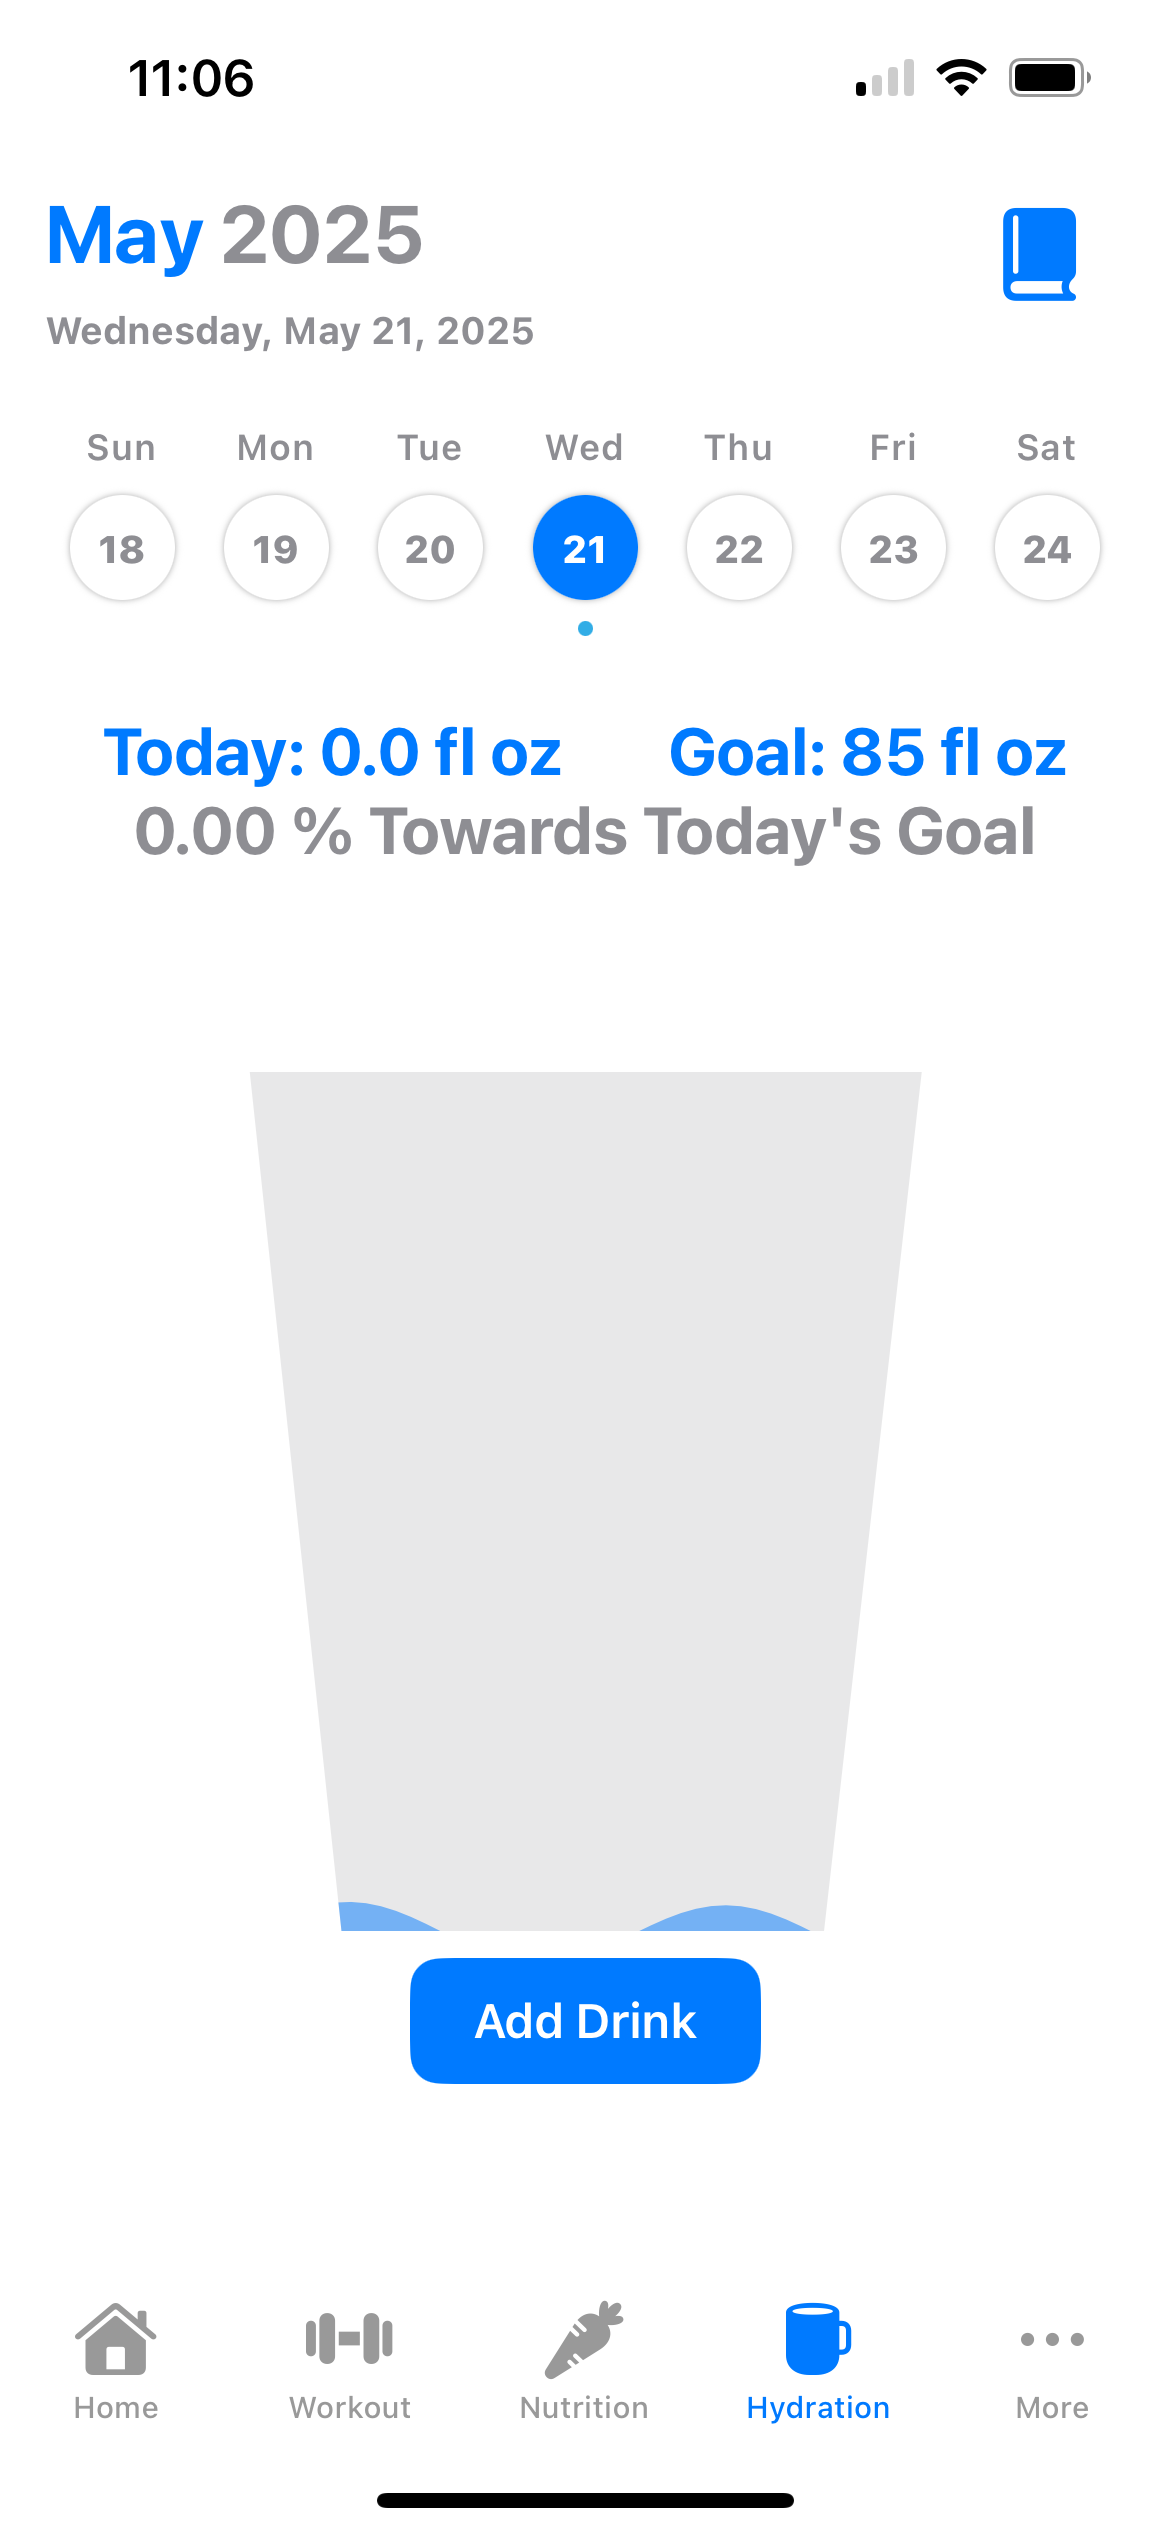 11:06
May 2025
Wednesday, May 21, 2025
Sun Mon Tue Wed Thu Fri Sat
18 19 20 21 22 23 24
Today: 0.0 fl oz Goal: 85 fl oz
0.00 % Towards Today's Goal
Add Drink
Home Workout Nutrition Hydration More